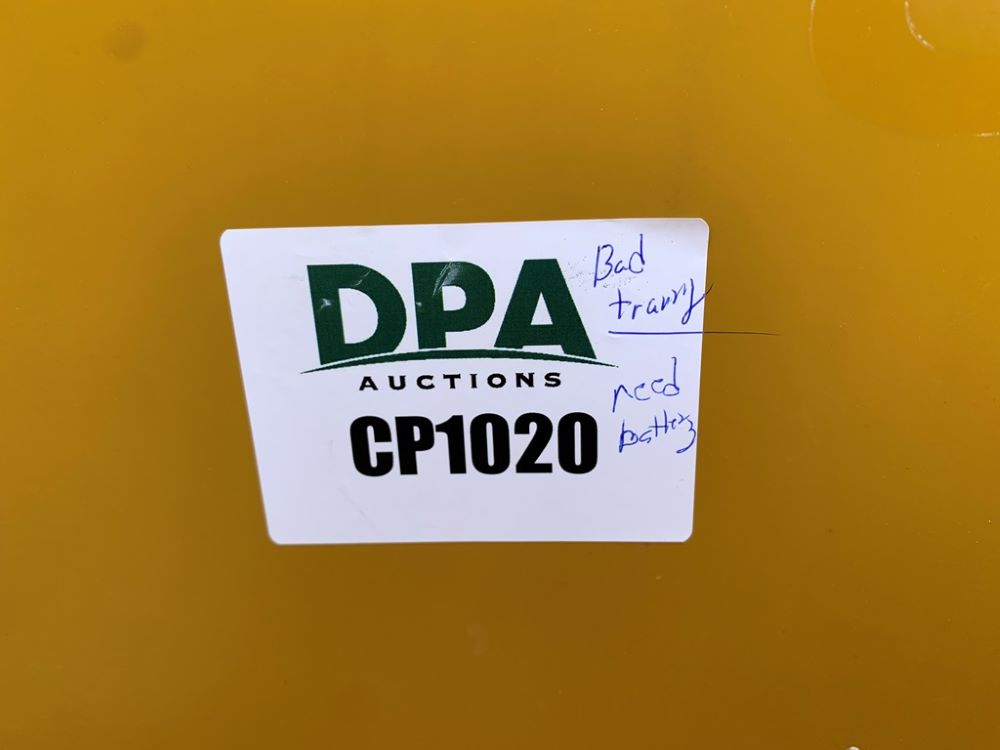 DPA
AUCTIONS
CP1020
Bad
tranny
need
battery